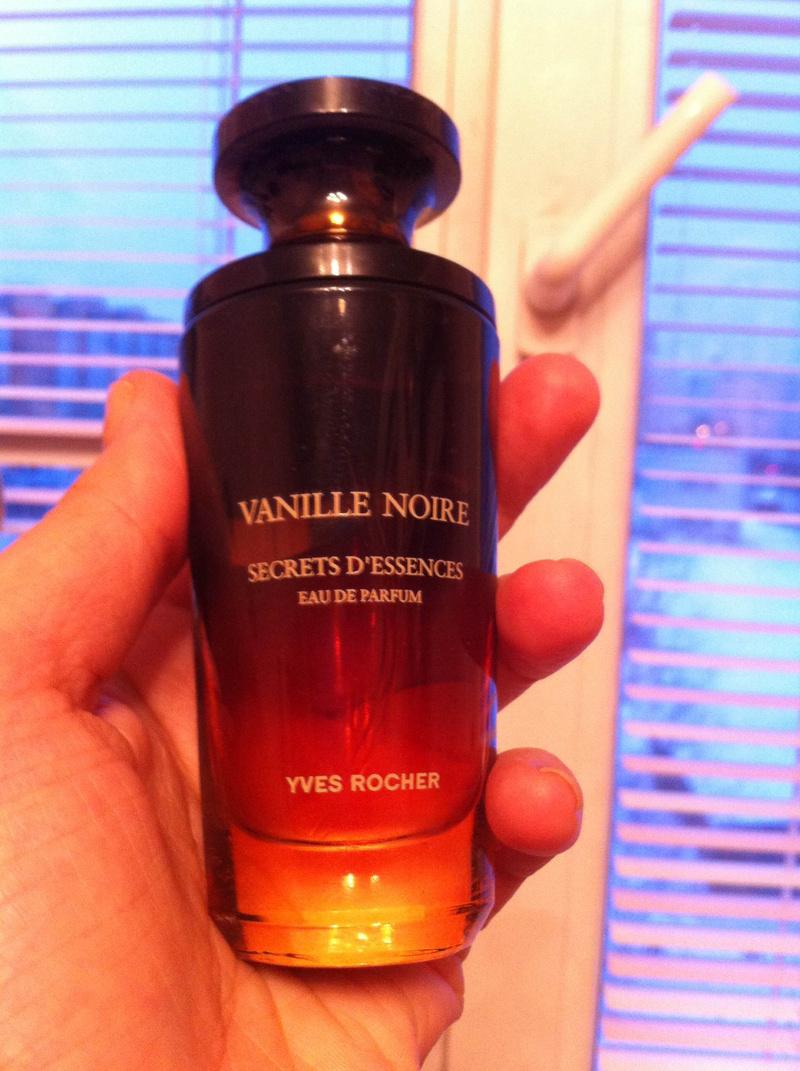 VANILLE NOIRE
SECRETS D'ESSENCES
EAU DE PARFUM
YVES ROCHER